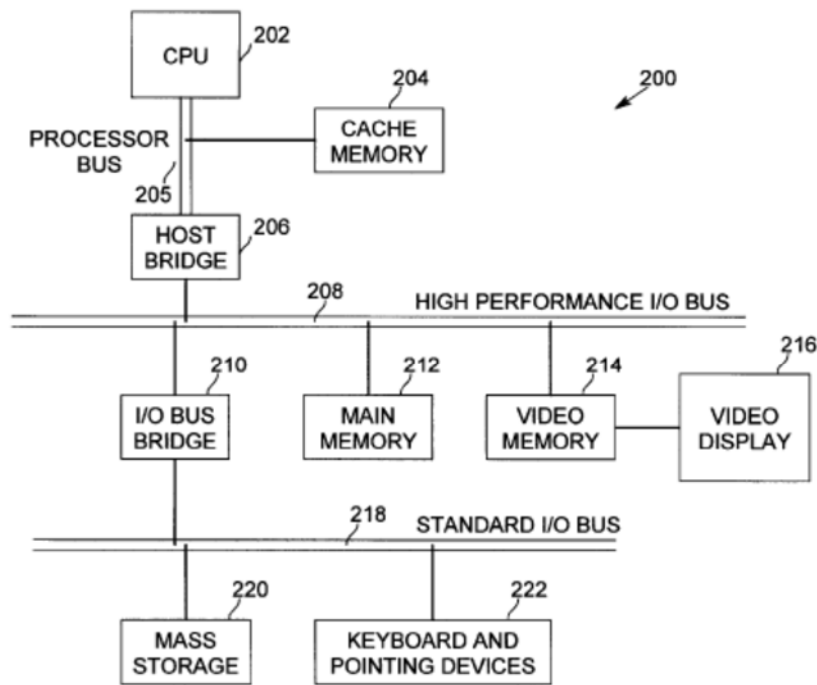 CPU
202
204
200
CACHE
MEMORY
PROCESSOR
BUS
205
HOST
BRIDGE
206
208
HIGH PERFORMANCE I/O BUS
210
212
214
216
I/O BUS
BRIDGE
MAIN
MEMORY
VIDEO
MEMORY
VIDEO
DISPLAY
218
STANDARD I/O BUS
220
222
MASS
STORAGE
KEYBOARD AND
POINTING DEVICES